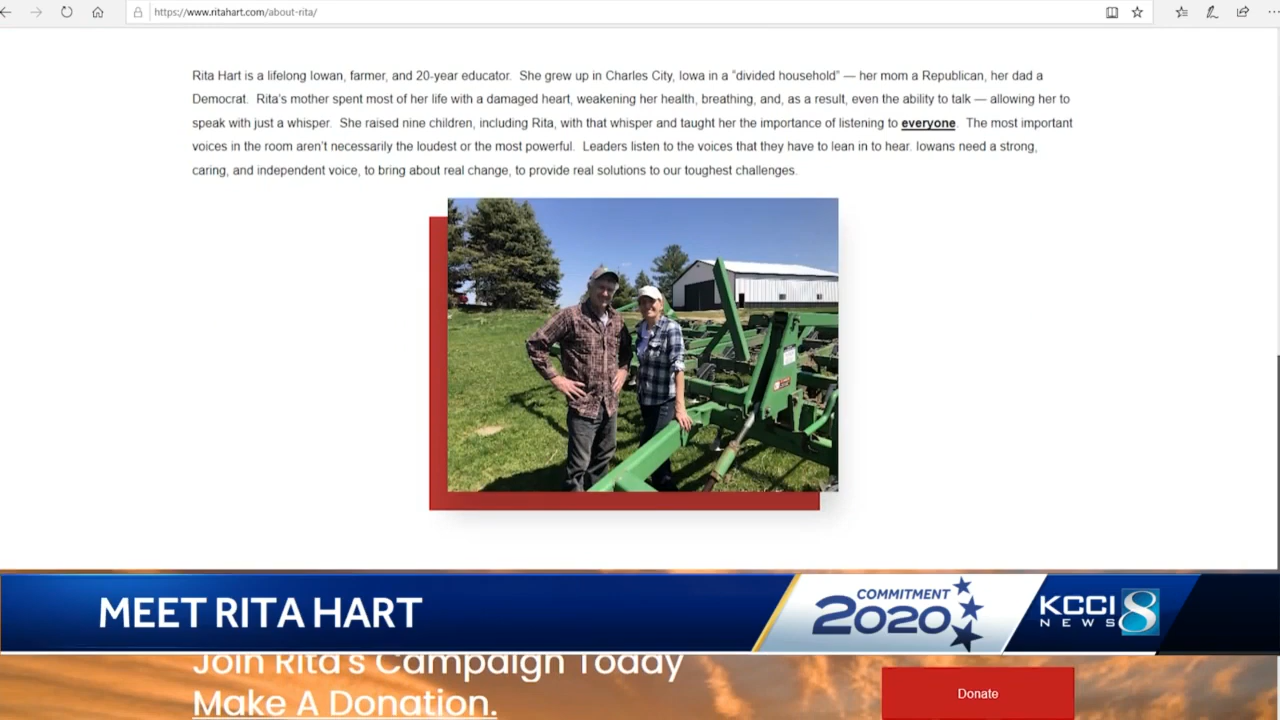 https://www.ritahart.com/about-rita/
Rita Hart is a lifelong Iowan, farmer, and 20-year educator.  She grew up in Charles City, Iowa in a "divided household" — her mom a Republican, her dad a
Democrat.  Rita's mother spent most of her life with a damaged heart, weakening her health, breathing, and, as a result, even the ability to talk — allowing her to
speak with just a whisper.  She raised nine children, including Rita, with that whisper and taught her the importance of listening to everyone.  The most important
voices in the room aren't necessarily the loudest or the most powerful.  Leaders listen to the voices that they have to lean in to hear. Iowans need a strong,
caring, and independent voice, to bring about real change, to provide real solutions to our toughest challenges.
MEET RITA HART
COMMITMENT
2020
KCCI 8
NEWS
Join Rita's Campaign Today
Make A Donation.
Donate